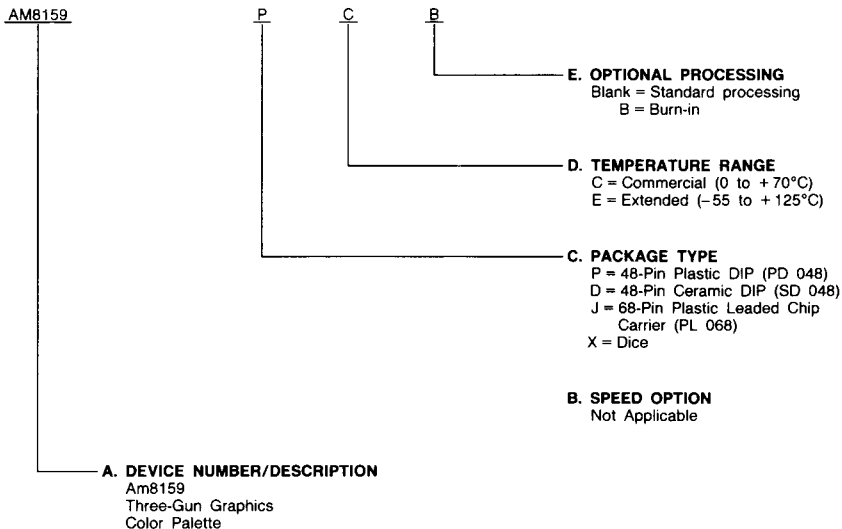 AM8159 P C B
E. OPTIONAL PROCESSING
Blank = Standard processing
B = Burn-in
D. TEMPERATURE RANGE
C = Commercial (0 to +70°C)
E = Extended (–55 to +125°C)
C. PACKAGE TYPE
P = 48-Pin Plastic DIP (PD 048)
D = 48-Pin Ceramic DIP (SD 048)
J = 68-Pin Plastic Leaded Chip
Carrier (PL 068)
X = Dice
B. SPEED OPTION
Not Applicable
A. DEVICE NUMBER/DESCRIPTION
Am8159
Three-Gun Graphics
Color Palette